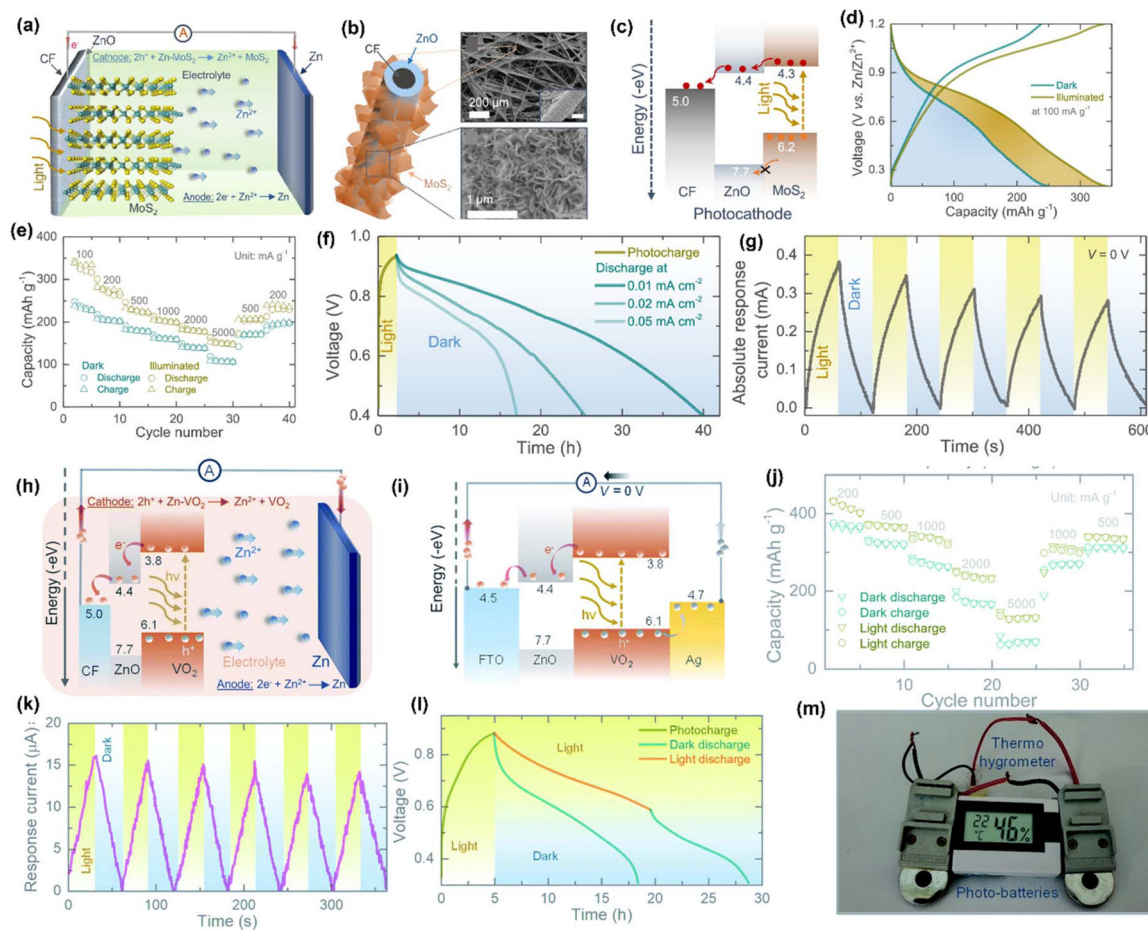 (a)
A
e⁻
ZnO
CF
Zn
Cathode: 2h⁺ + Zn-MoS₂ → Zn²⁺ + MoS₂
Electrolyte
Zn²⁺
Light
Anode: 2e⁻ + Zn²⁺ → Zn
MoS₂
(b)
CF
ZnO
200 μm
MoS₂
1 μm
(c)
Energy (-eV)
4.4
4.3
5.0
Light
6.2
7.7
CF
ZnO
MoS₂
Photocathode
(d)
Voltage (V vs. Zn/Zn²⁺)
1.2
0.9
0.6
0.3
Dark
Illuminated
at 100 mA g⁻¹
0 100 200 300
Capacity (mAh g⁻¹)
(e)
Capacity (mAh g⁻¹)
400
350
300
250
200
150
100
50
0
Unit: mA g⁻¹
100
200
500
1000
2000
5000
500
200
Dark
Illuminated
Discharge
Charge
Discharge
Charge
0 10 20 30 40
Cycle number
(f)
Voltage (V)
1.0
0.8
0.6
0.4
Light
Dark
Photocharge
Discharge at
0.01 mA cm⁻²
0.02 mA cm⁻²
0.05 mA cm⁻²
0 10 20 30 40
Time (h)
(g)
Absolute response
current (mA)
0.4
0.3
0.2
0.1
0.0
V = 0 V
Light
Dark
0 200 400 600
Time (s)
(h)
A
Cathode: 2h⁺ + Zn-VO₂ → Zn²⁺ + VO₂
Energy (-eV)
e⁻
3.8
4.4
hν
5.0
6.1
7.7
h⁺
CF
ZnO
VO₂
Zn²⁺
Electrolyte
Zn
Anode: 2e⁻ + Zn²⁺ → Zn
(i)
A
V = 0 V
Energy (-eV)
e⁻
4.5
4.4
3.8
hν
6.1
4.7
7.7
h⁺
FTO
ZnO
VO₂
Ag
(j)
Capacity (mAh g⁻¹)
400
200
0
Unit: mA g⁻¹
200
500
1000
2000
5000
1000
500
Dark discharge
Dark charge
Light discharge
Light charge
10 20 30
Cycle number
(k)
Response current (μA)
25
20
15
10
5
0
Dark
Light
0 100 200 300
Time (s)
(l)
Voltage (V)
0.8
0.6
0.4
Light
Photocharge
Dark discharge
Light discharge
Light
Dark
0 5 10 15 20 25 30
Time (h)
(m)
Thermo
hygrometer
22
°C
46%
Photo-batteries